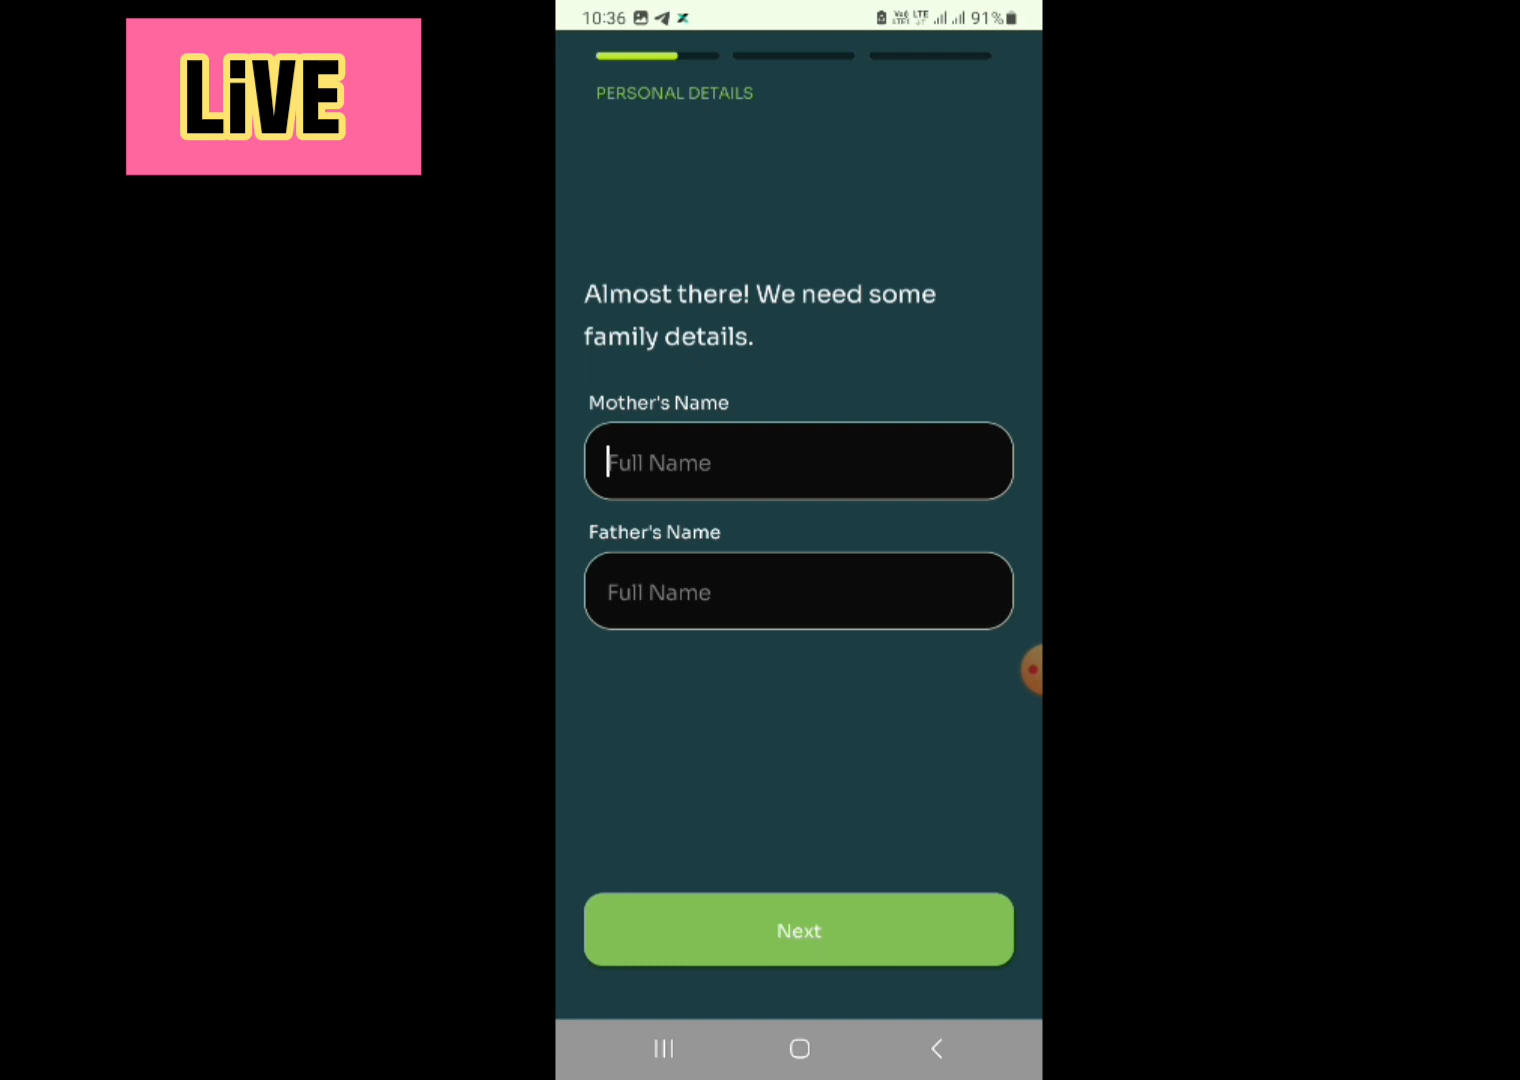 LiVE
10:36
LTE 91%
PERSONAL DETAILS
Almost there! We need some
family details.
Mother's Name
Full Name
Father's Name
Full Name
Next